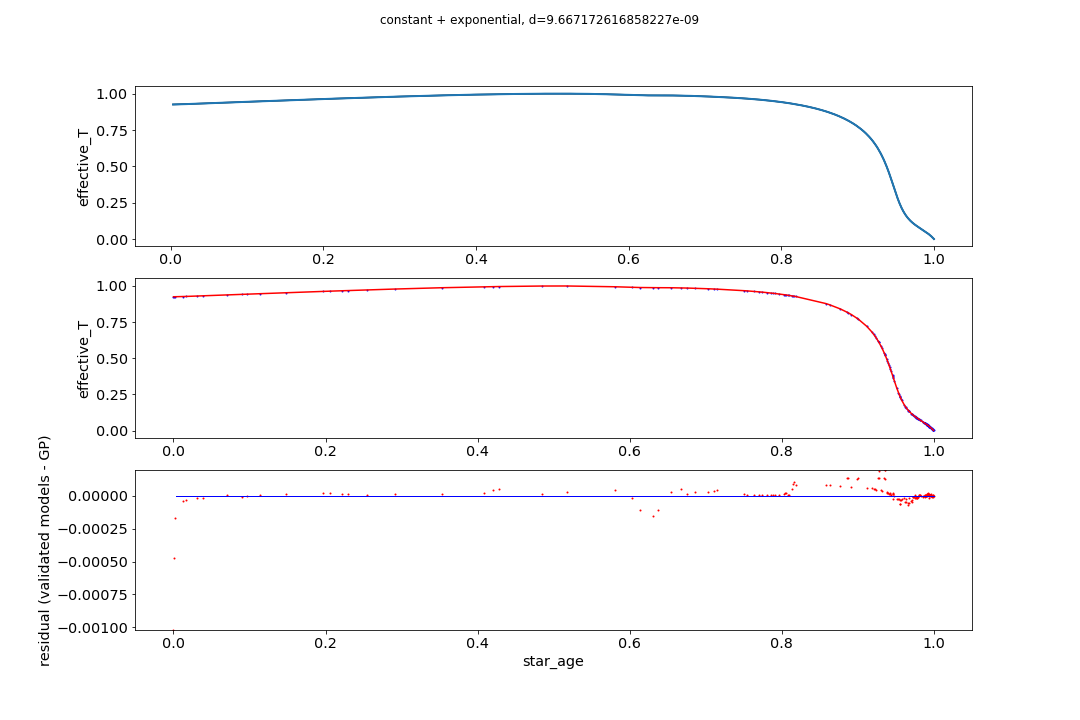 constant + exponential, d=9.667172616858227e-09
1.00
0.75
0.50
0.25
0.00
effective_T
0.0 0.2 0.4 0.6 0.8 1.0
1.00
0.75
0.50
0.25
0.00
effective_T
0.0 0.2 0.4 0.6 0.8 1.0
0.00000
−0.00025
−0.00050
−0.00075
−0.00100
residual (validated models - GP)
0.0 0.2 0.4 0.6 0.8 1.0
star_age